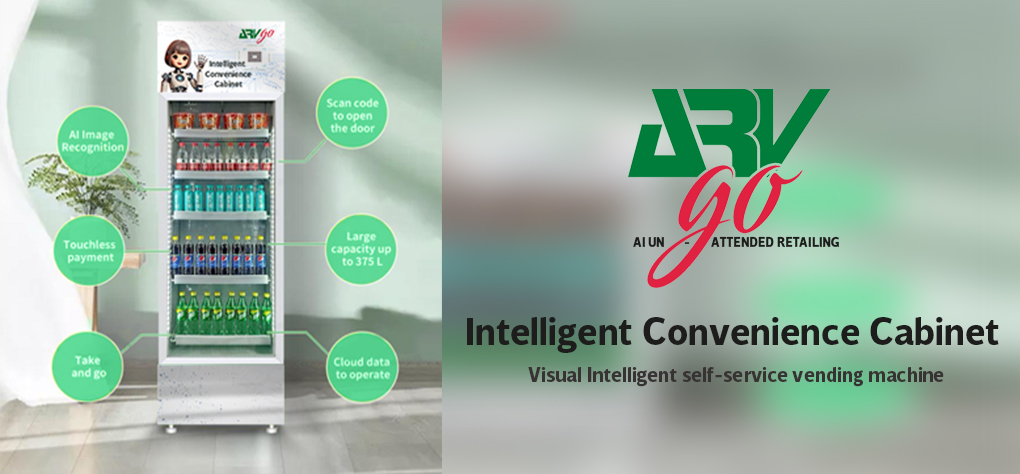 ARVgo
Intelligent
Convenience
Cabinet
AI Image
Recognition
Scan code
to open
the door
Touchless
payment
Large
capacity up
to 375 L
Take
and go
Cloud data
to operate
ARV
go
AI UN - ATTENDED RETAILING
Intelligent Convenience Cabinet
Visual Intelligent self-service vending machine